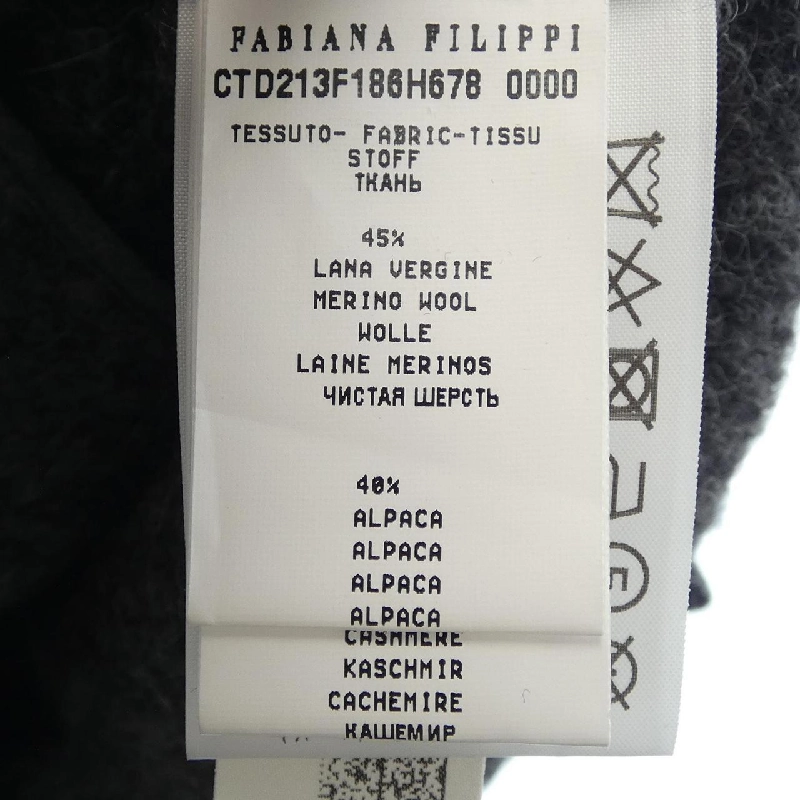 FABIANA FILIPPI
CTD213F186H678 0000
TESSUTO- FABRIC-TISSU
STOFF
ТКАНЬ
45%
LANA VERGINE
MERINO WOOL
WOLLE
LAINE MERINOS
ЧИСТАЯ ШЕРСТЬ
40%
ALPACA
ALPACA
ALPACA
ALPACA
CASHMERE
KASCHMIR
CACHEMIRE
КАШЕМИР
F